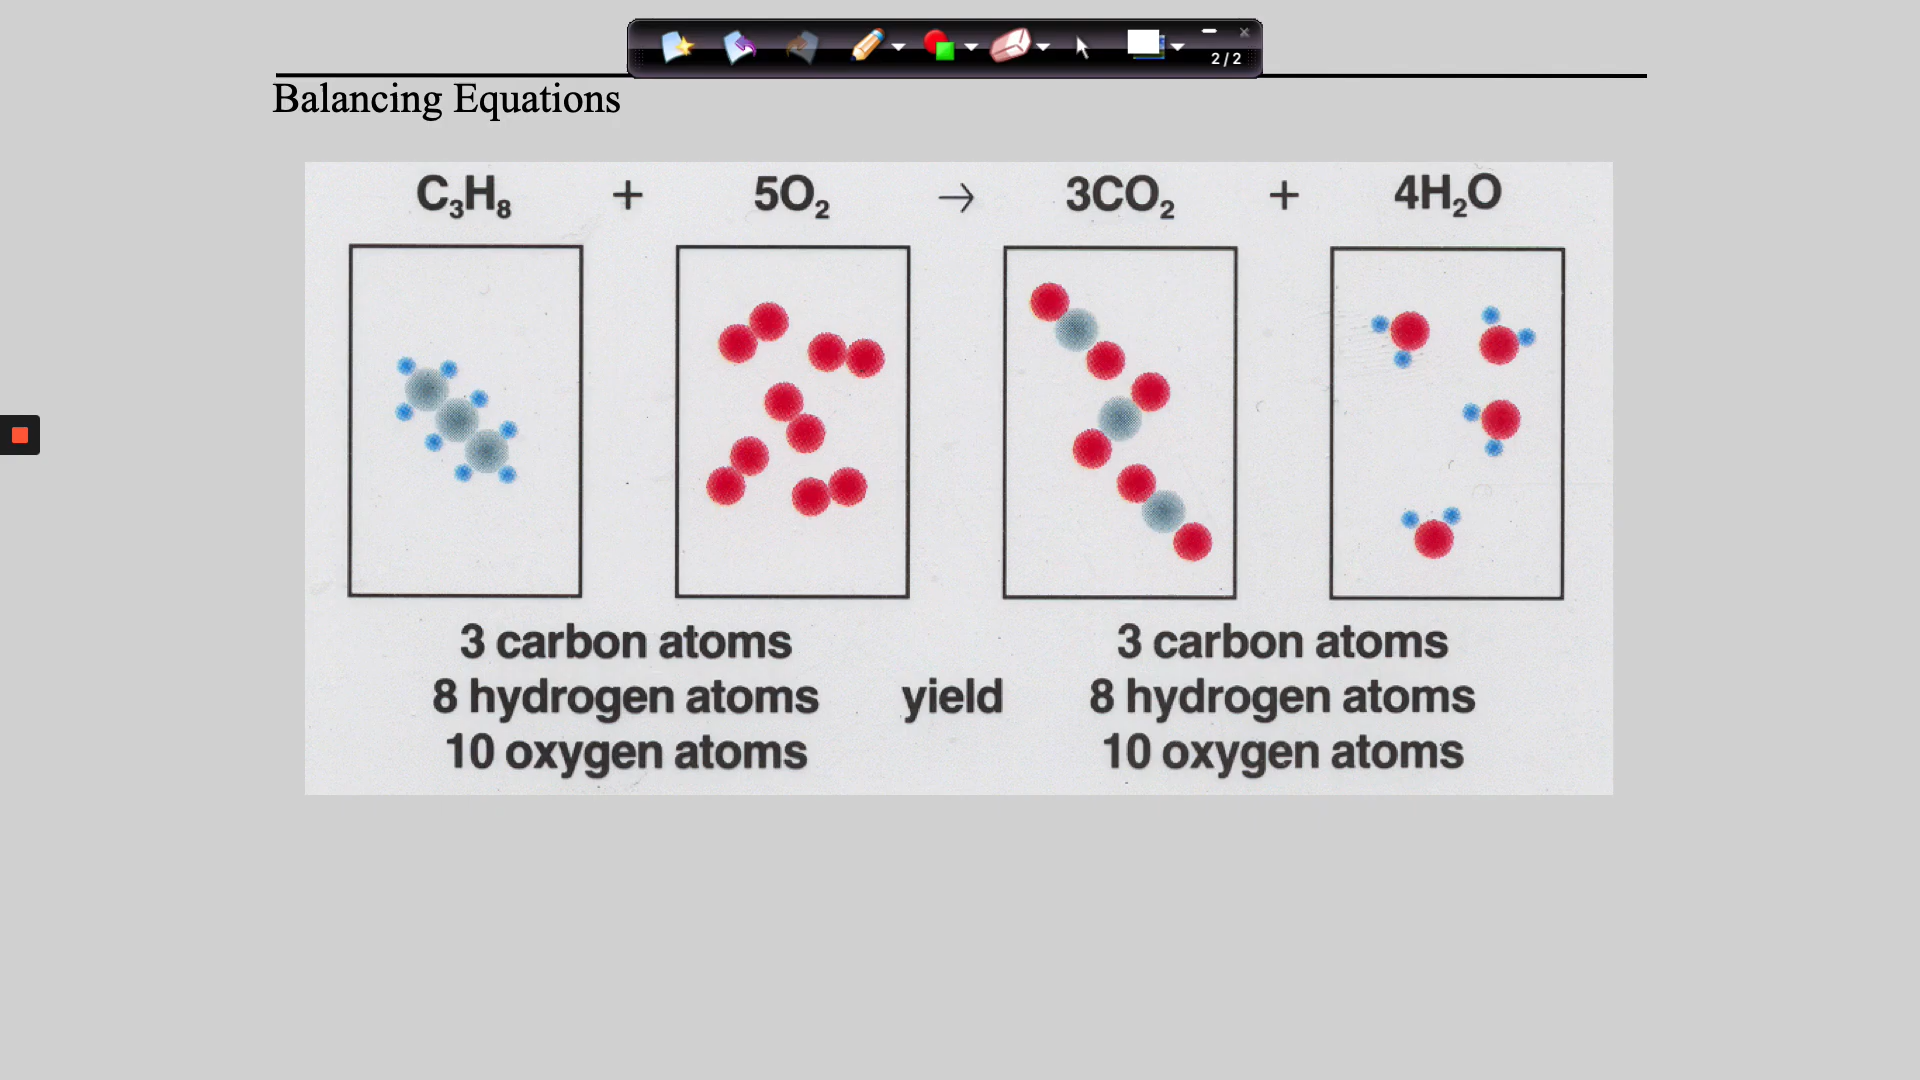 2 / 2
Balancing Equations
C₃H₈ + 5O₂ → 3CO₂ + 4H₂O
3 carbon atoms 3 carbon atoms
8 hydrogen atoms yield 8 hydrogen atoms
10 oxygen atoms 10 oxygen atoms